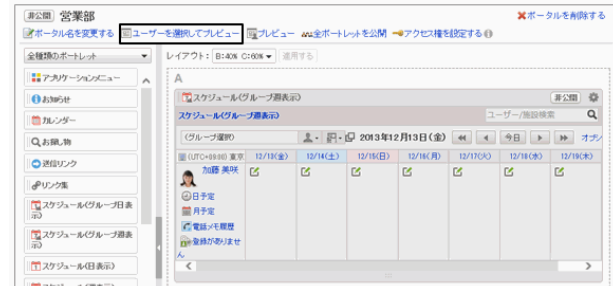 非公開 営業部 ✖ポータルを削除する
ポータル名を変更する ユーザーを選択してプレビュー プレビュー 全ポートレットを公開 アクセス権を設定する
全種類のポートレット レイアウト: B:40% C:60% 適用する
アプリケーションメニュー
お知らせ
カレンダー
お探し物
送信リンク
リンク集
スケジュール(グループ日表示)
スケジュール(グループ週表示)
スケジュール(日表示)
A
スケジュール(グループ週表示) 非公開
スケジュール(グループ週表示) ユーザー/施設検索
(グループ選択) 2013年12月13日(金) 今日 オプシ
(UTC+09:00) 東京 12/13(金) 12/14(土) 12/15(日) 12/16(月) 12/17(火) 12/18(水) 12/19(木)
加藤 美咲
日予定
月予定
電話メモ履歴
登録がありません